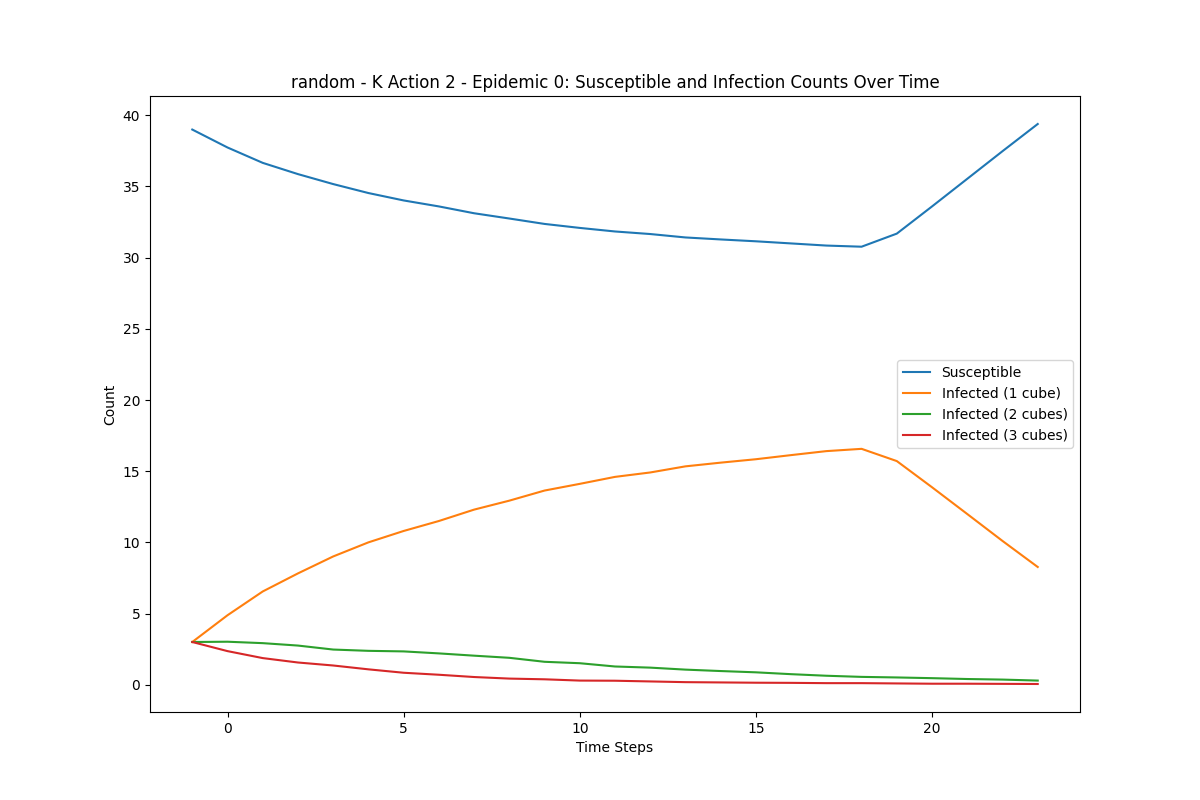 random - K Action 2 - Epidemic 0: Susceptible and Infection Counts Over Time
40
35
30
25
20
15
10
5
0
Count
Susceptible
Infected (1 cube)
Infected (2 cubes)
Infected (3 cubes)
0 5 10 15 20
Time Steps